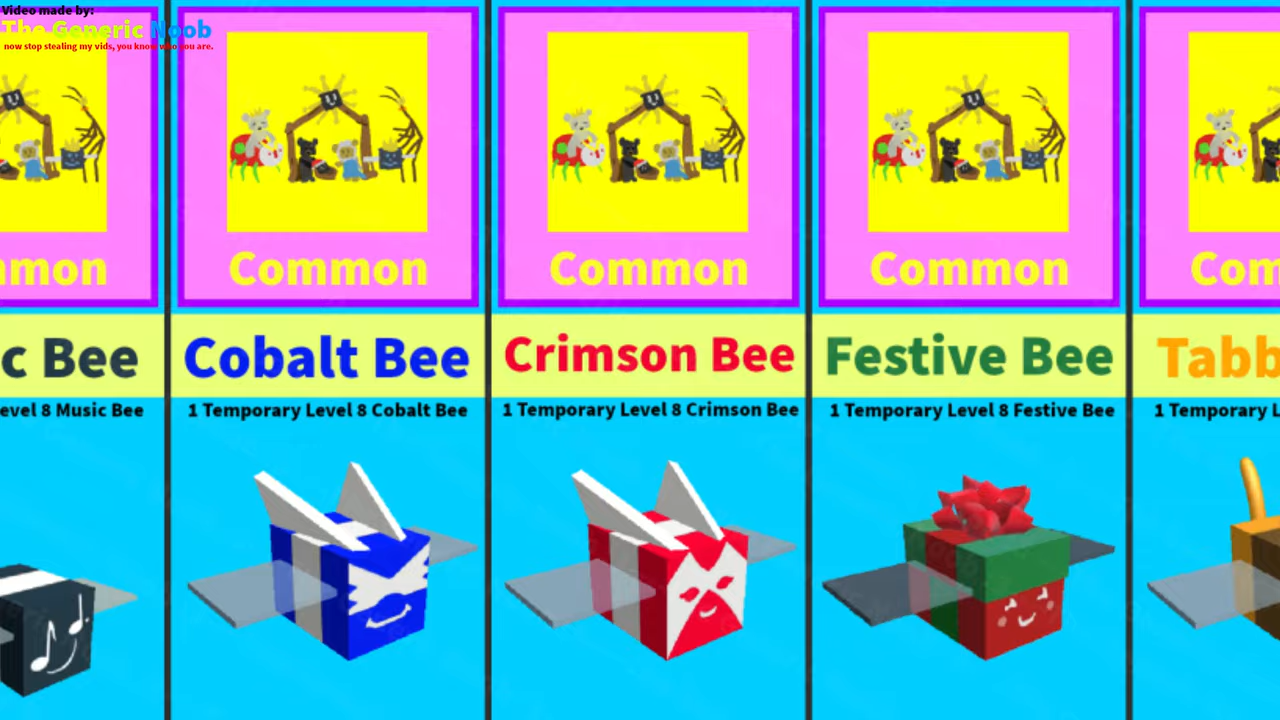 Video made by:
The Generic Noob
now stop stealing my vids, you know who you are.
mmon
Common
Common
Common
Com
c Bee
Cobalt Bee
Crimson Bee
Festive Bee
Tabb
evel 8 Music Bee
1 Temporary Level 8 Cobalt Bee
1 Temporary Level 8 Crimson Bee
1 Temporary Level 8 Festive Bee
1 Temporary L